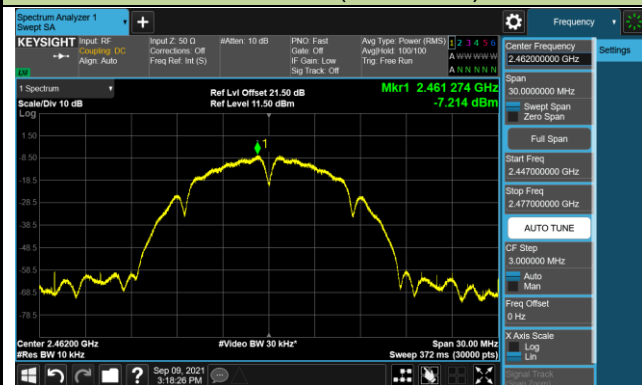 Spectrum Analyzer 1
Swept SA
Frequency
KEYSIGHT
Input: RF
Coupling: DC
Align: Auto
Input Z: 50 Ω
Corrections: Off
Freq Ref: Int (S)
#Atten: 10 dB
PNO: Fast
Gate: Off
IF Gain: Low
Sig Track: Off
Avg Type: Power (RMS)
Avg|Hold: 100/100
Trig: Free Run
1 2 3 4 5 6
A W W W W W
A N N N N N
LVI
1 Spectrum
Scale/Div 10 dB
Log
Ref Lvl Offset 21.50 dB
Ref Level 11.50 dBm
Mkr1 2.461 274 GHz
-7.214 dBm
1
1.50
-8.50
-18.5
-28.5
-38.5
-48.5
-58.5
-68.5
-78.5
Center 2.46200 GHz
#Res BW 10 kHz
#Video BW 30 kHz*
Span 30.00 MHz
Sweep 372 ms (30000 pts)
Sep 09, 2021
3:18:26 PM
Center Frequency
2.462000000 GHz
Settings
Span
30.0000000 MHz
Swept Span
Zero Span
Full Span
Start Freq
2.447000000 GHz
Stop Freq
2.477000000 GHz
AUTO TUNE
CF Step
3.000000 MHz
Auto
Man
Freq Offset
0 Hz
X Axis Scale
Log
Lin
Signal Track
(Span Zoom)